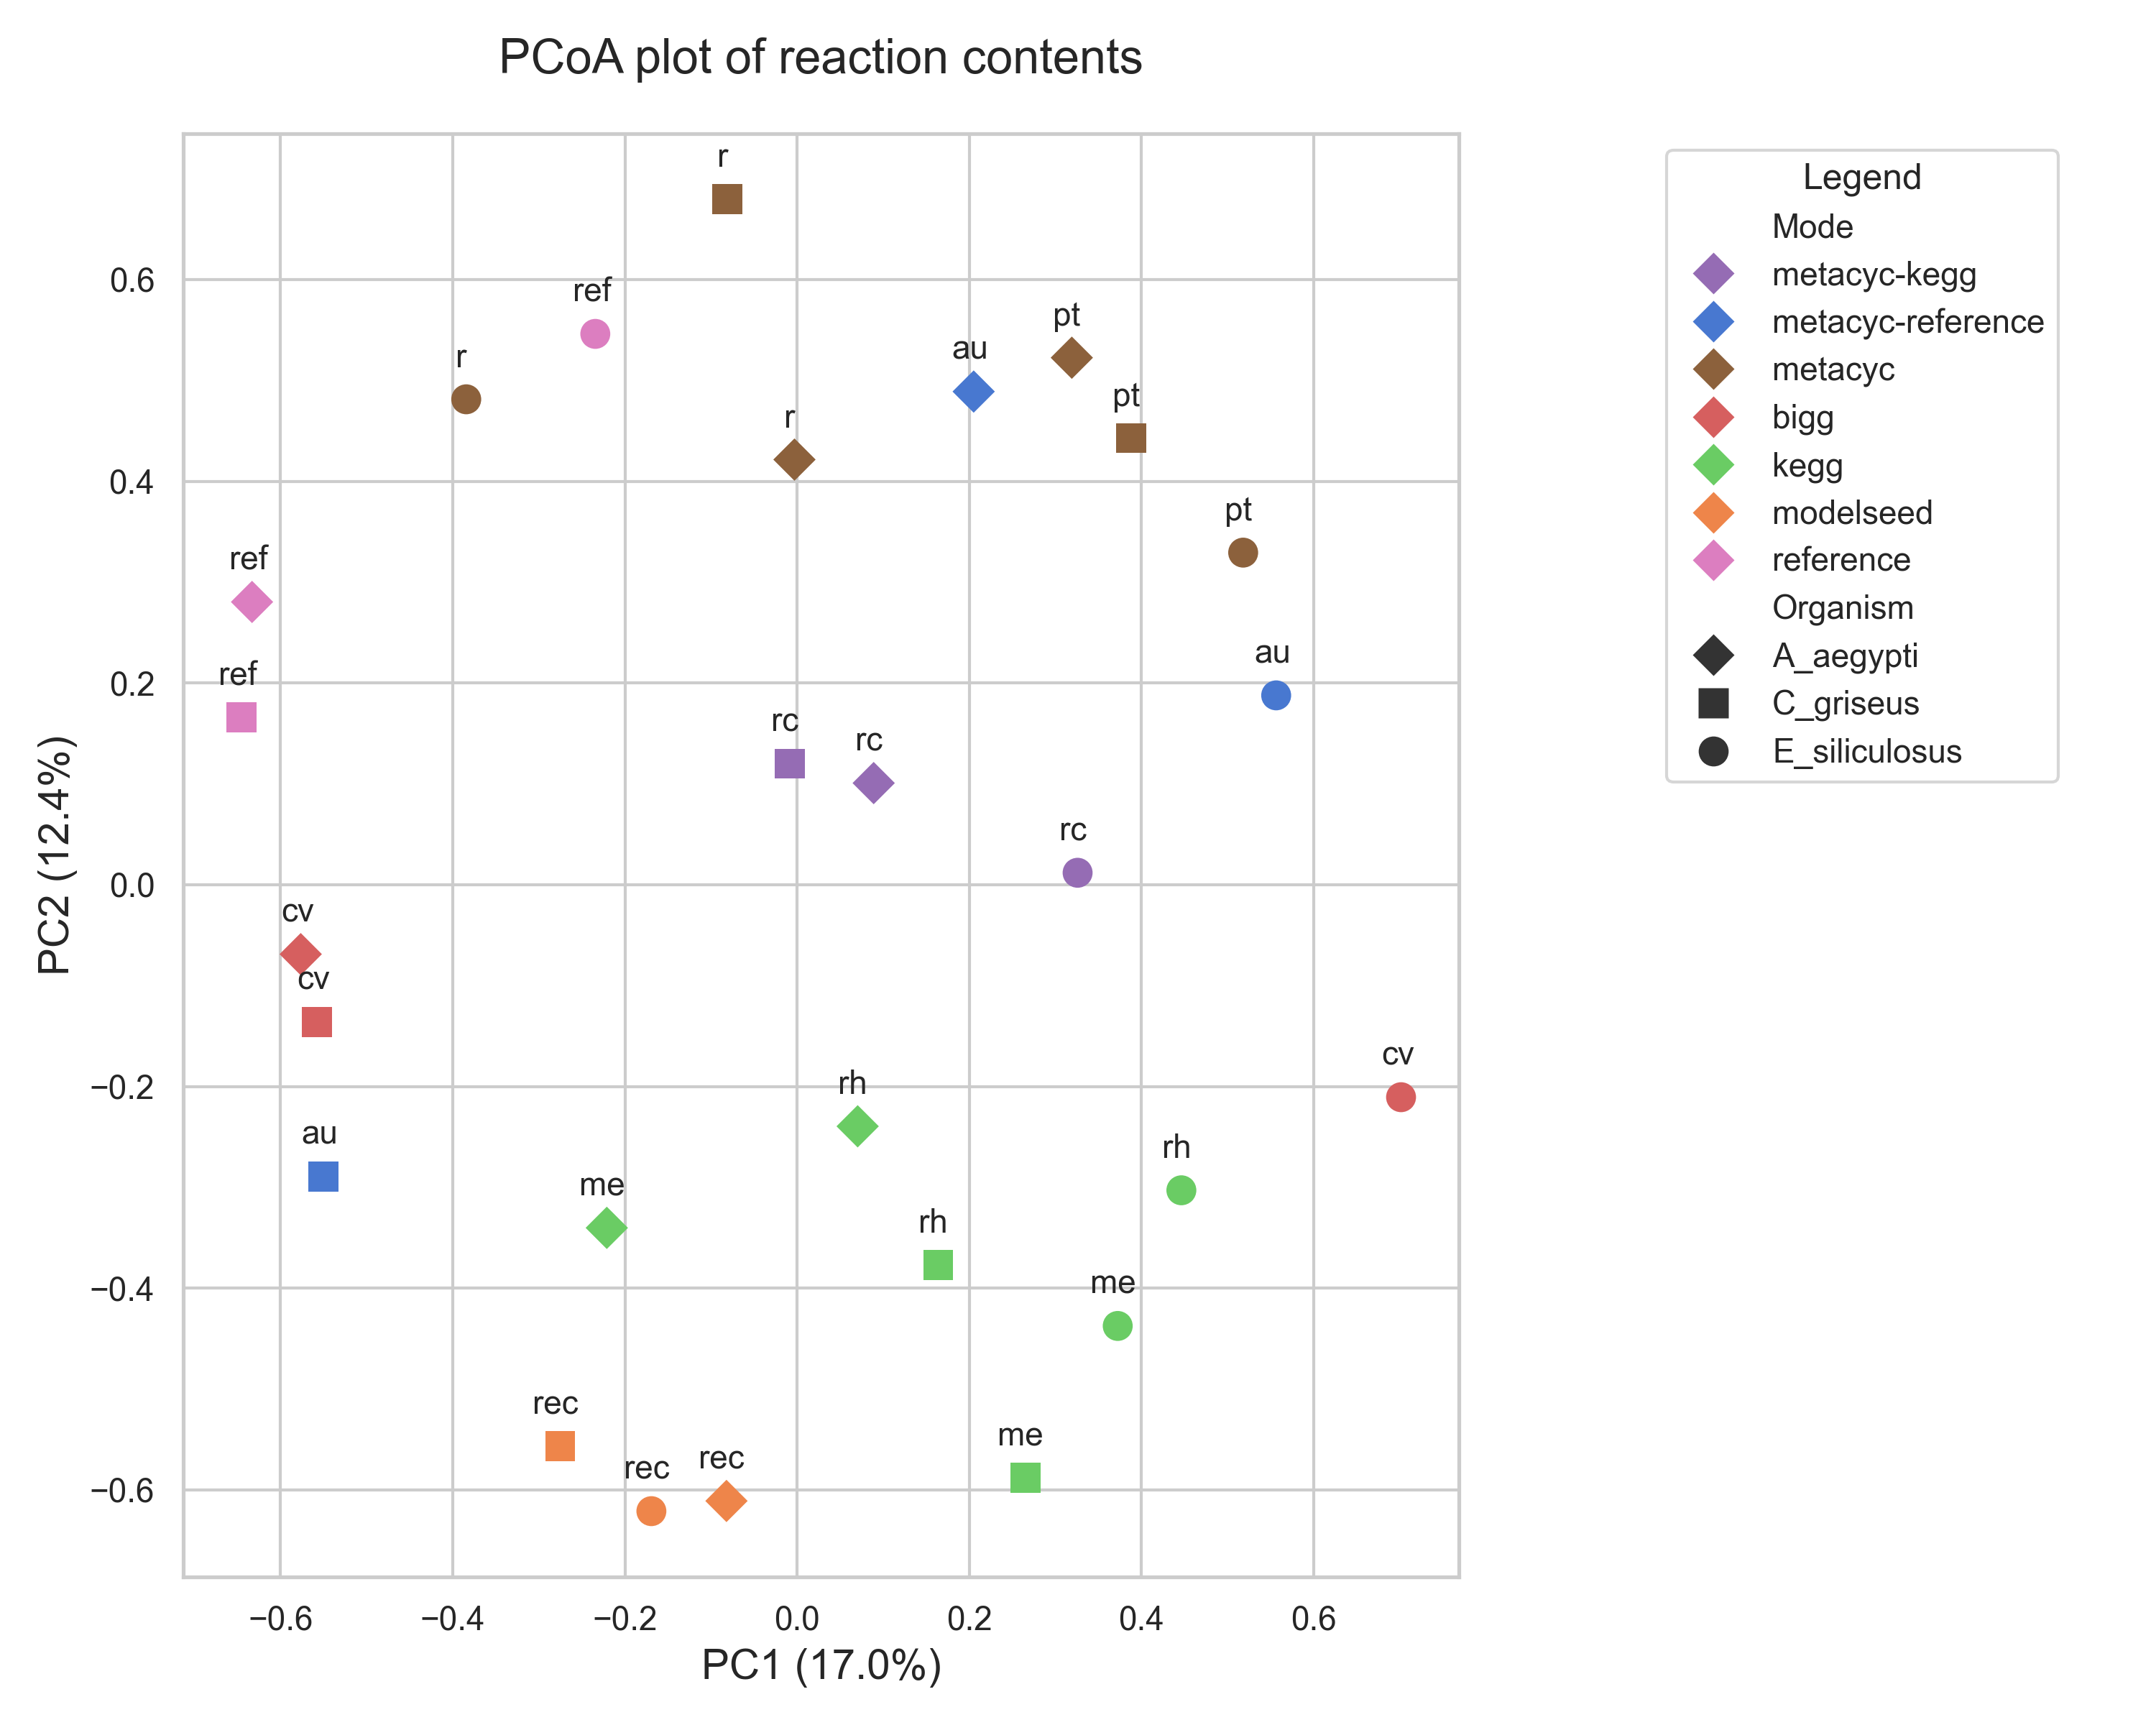 PCoA plot of reaction contents
r
ref
pt
au
r
pt
r
pt
ref
au
ref
rc
rc
rc
cv
cv
cv
rh
au
rh
me
rh
me
rec
me
rec
rec
0.6
0.4
0.2
0.0
−0.2
−0.4
−0.6
−0.6
−0.4
−0.2
0.0
0.2
0.4
0.6
PC2 (12.4%)
PC1 (17.0%)
Legend
Mode
metacyc-kegg
metacyc-reference
metacyc
bigg
kegg
modelseed
reference
Organism
A_aegypti
C_griseus
E_siliculosus